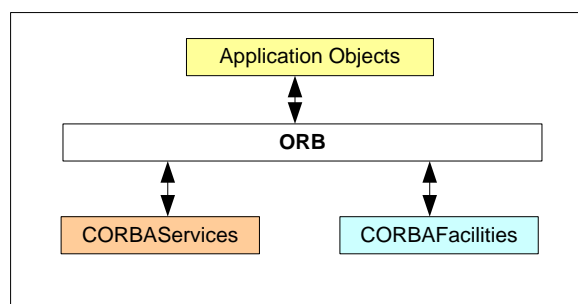 Application Objects
ORB
CORBAServices
CORBAFacilities